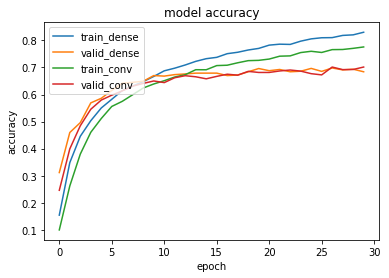 model accuracy
train_dense
valid_dense
train_conv
valid_conv
accuracy
0.8
0.7
0.6
0.5
0.4
0.3
0.2
0.1
0 5 10 15 20 25 30
epoch